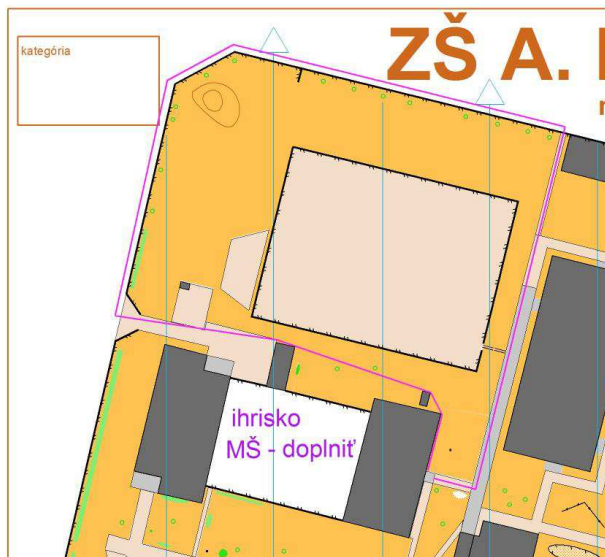 kategória
ZŠ A.
ihrisko
MŠ - doplniť